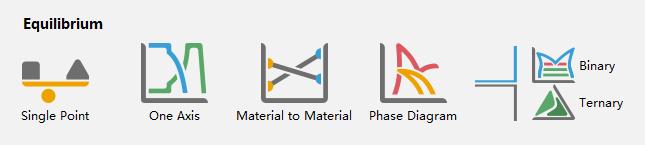 Equilibrium
Binary
Ternary
Single Point One Axis Material to Material Phase Diagram